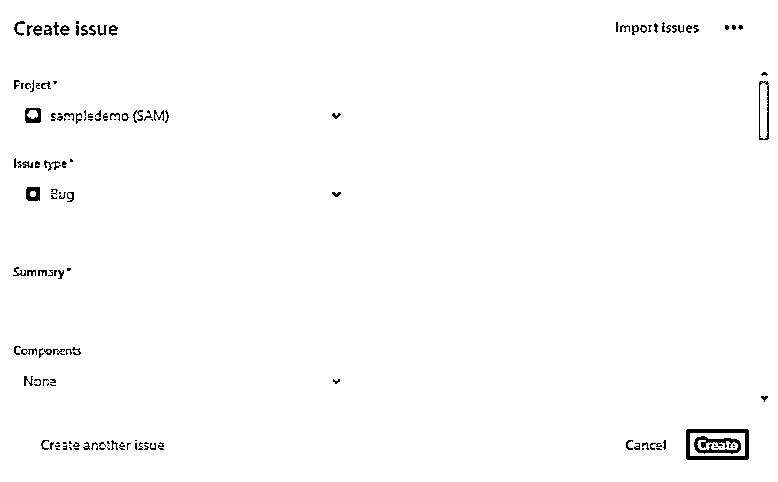 Create issue
Import issues •••
Project *
sampledemo (SAM)
Issue type *
Bug
Summary *
Components
None
Create another issue
Cancel Create